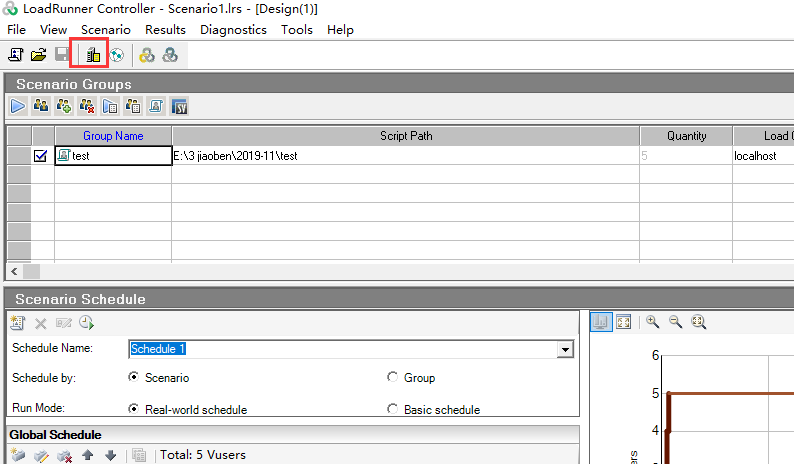 LoadRunner Controller - Scenario1.lrs - [Design(1)]
File View Scenario Results Diagnostics Tools Help
Scenario Groups
SV
Group Name Script Path Quantity Load
test E:\3 jiaoben\2019-11\test 5 localhost
Scenario Schedule
Schedule Name: Schedule 1
Schedule by: Scenario Group
Run Mode: Real-world schedule Basic schedule
Global Schedule
Total: 5 Vusers
6
5
4